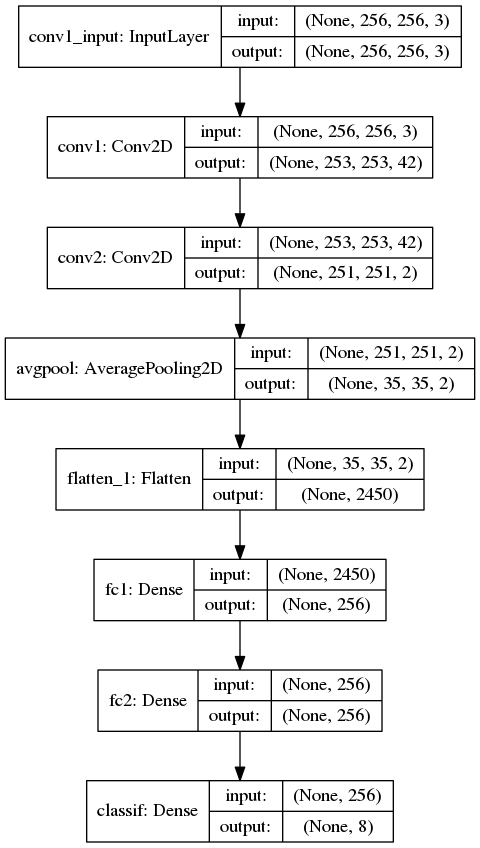 conv1_input: InputLayer
input: (None, 256, 256, 3)
output: (None, 256, 256, 3)
conv1: Conv2D
input: (None, 256, 256, 3)
output: (None, 253, 253, 42)
conv2: Conv2D
input: (None, 253, 253, 42)
output: (None, 251, 251, 2)
avgpool: AveragePooling2D
input: (None, 251, 251, 2)
output: (None, 35, 35, 2)
flatten_1: Flatten
input: (None, 35, 35, 2)
output: (None, 2450)
fc1: Dense
input: (None, 2450)
output: (None, 256)
fc2: Dense
input: (None, 256)
output: (None, 256)
classif: Dense
input: (None, 256)
output: (None, 8)